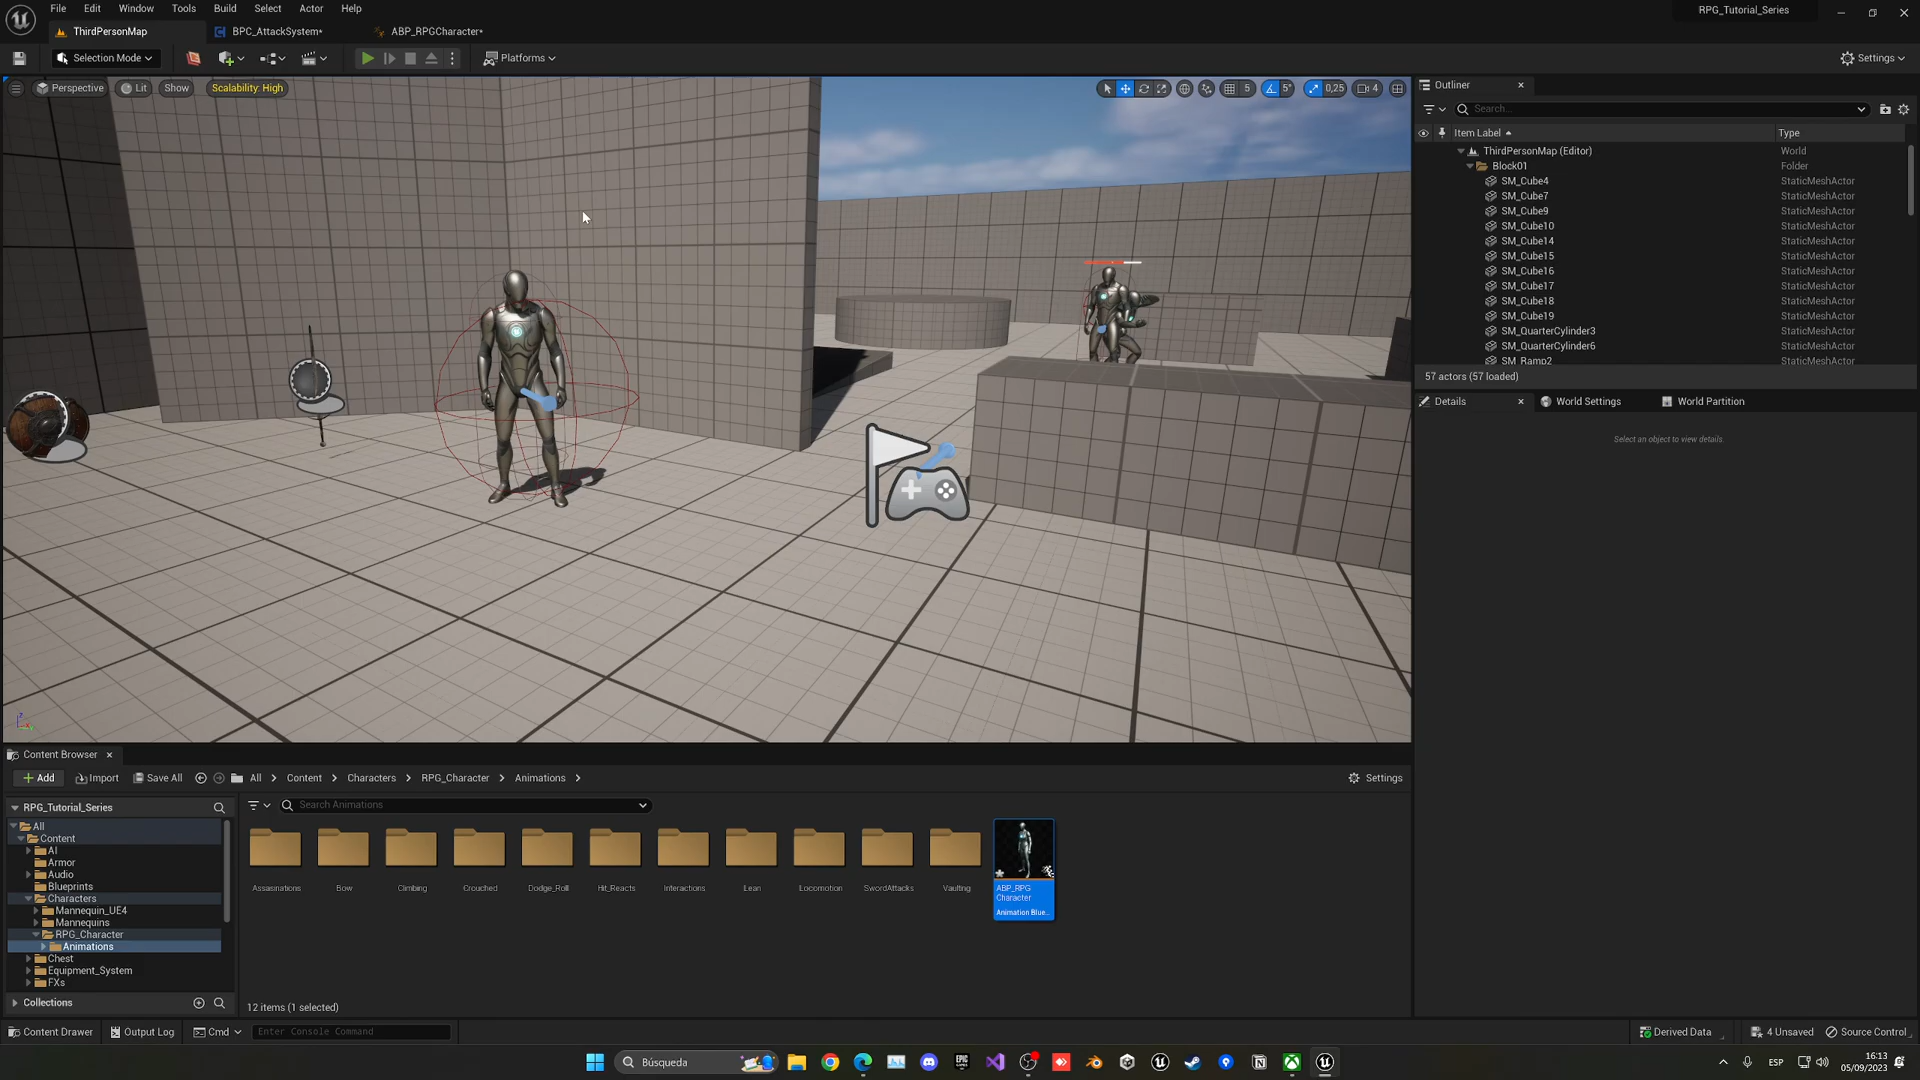 File Edit Window Tools Build Select Actor Help
RPG_Tutorial_Series
ThirdPersonMap
BPC_AttackSystem*
ABP_RPGCharacter*
Selection Mode
Platforms
Settings
Perspective
Lit
Show
Scalability: High
5
5°
0,25
4
Outliner
Search...
Item Label
Type
ThirdPersonMap (Editor)
World
Block01
Folder
SM_Cube4
StaticMeshActor
SM_Cube7
StaticMeshActor
SM_Cube9
StaticMeshActor
SM_Cube10
StaticMeshActor
SM_Cube14
StaticMeshActor
SM_Cube15
StaticMeshActor
SM_Cube16
StaticMeshActor
SM_Cube17
StaticMeshActor
SM_Cube18
StaticMeshActor
SM_Cube19
StaticMeshActor
SM_QuarterCylinder3
StaticMeshActor
SM_QuarterCylinder6
StaticMeshActor
SM_Ramp2
StaticMeshActor
57 actors (57 loaded)
Details
World Settings
World Partition
Select an object to view details.
Content Browser
Add
Import
Save All
All
Content
Characters
RPG_Character
Animations
Settings
RPG_Tutorial_Series
Search Animations
All
Content
AI
Armor
Audio
Blueprints
Characters
Mannequin_UE4
Mannequins
RPG_Character
Animations
Chest
Equipment_System
FXs
Collections
Assasinations
Bow
Climbing
Crouched
Dodge_Roll
Hit_Reacts
Interactions
Lean
Locomotion
SwordAttacks
Vaulting
ABP_RPG
Character
Animation Blue...
12 items (1 selected)
Content Drawer
Output Log
Cmd
Enter Console Command
Derived Data
4 Unsaved
Source Control
Búsqueda
EPIC
ESP
16:13
05/09/2023